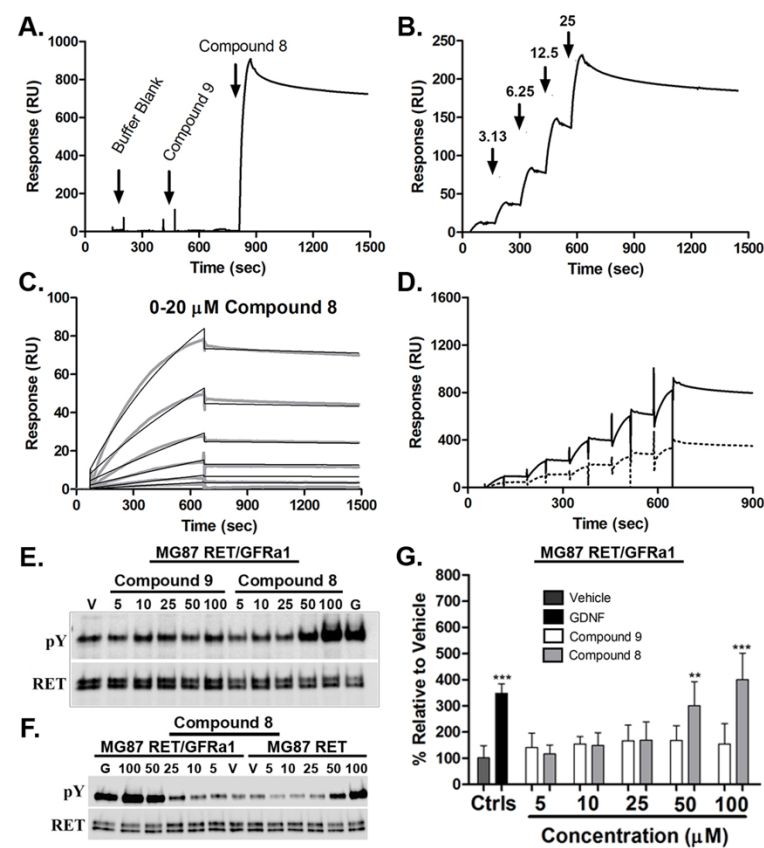 A.
Response (RU)
1000
800
600
400
200
0
Buffer Blank
Compound 9
Compound 8
0 300 600 900 1200 1500
Time (sec)
B.
Response (RU)
250
200
150
100
50
0
3.13
6.25
12.5
25
0 300 600 900 1200 1500
Time (sec)
C.
0-20 μM Compound 8
Response (RU)
100
80
60
40
20
0
0 300 600 900 1200 1500
Time (sec)
D.
Response (RU)
1600
1200
800
400
0
0 300 600 900
Time (sec)
E.
MG87 RET/GFRa1
Compound 9 Compound 8
V 5 10 25 50 100 5 10 25 50 100 G
pY
RET
F.
Compound 8
MG87 RET/GFRa1 MG87 RET
G 100 50 25 10 5 V V 5 10 25 50 100
pY
RET
G.
MG87 RET/GFRa1
% Relative to Vehicle
800
700
600
500
400
300
200
100
0
Vehicle
GDNF
Compound 9
Compound 8
***
**
***
Ctrls 5 10 25 50 100
Concentration (μM)